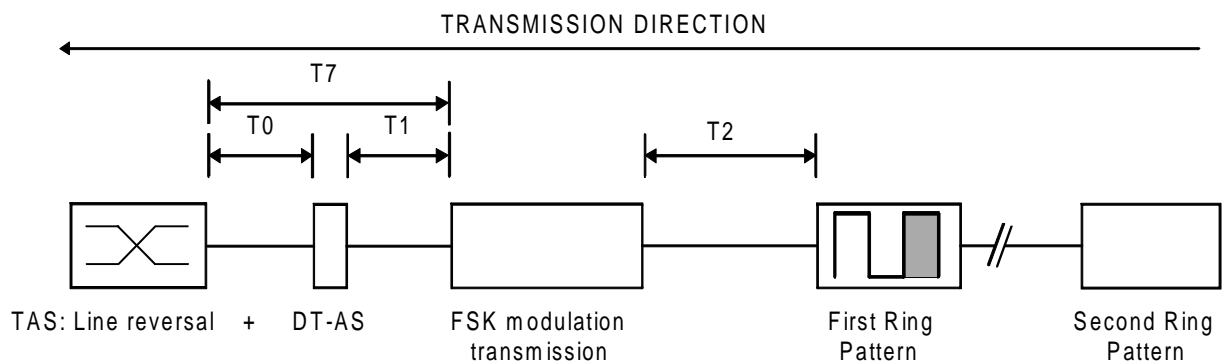 TRANSMISSION DIRECTION
T7
T0
T1
T2
TAS: Line reversal + DT-AS
FSK modulation
transmission
First Ring
Pattern
Second Ring
Pattern